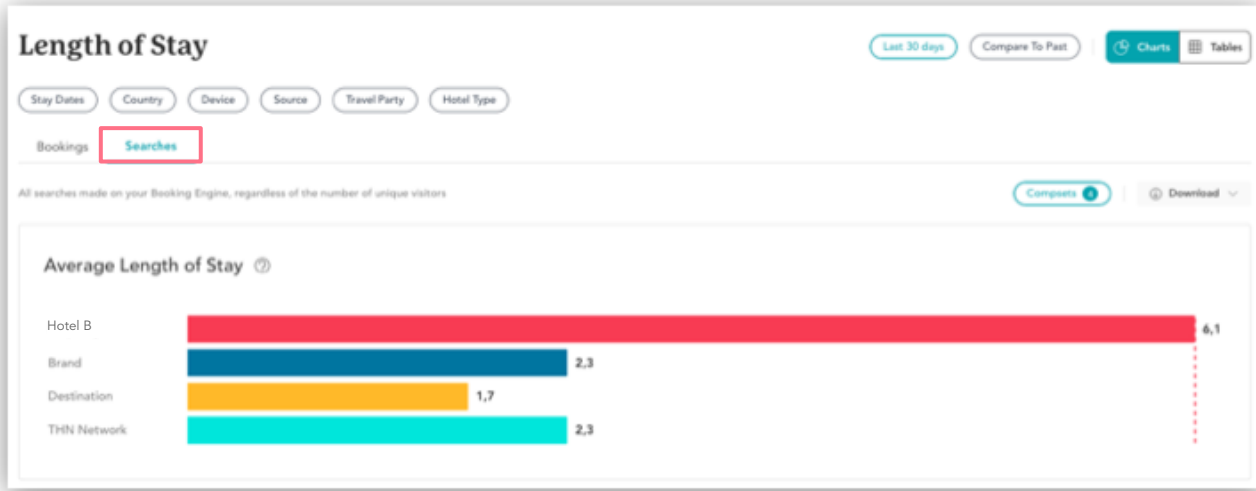 Length of Stay
Last 30 days Compare To Past Charts Tables
Stay Dates Country Device Source Travel Party Hotel Type
Bookings Searches
All searches made on your Booking Engine, regardless of the number of unique visitors
Compsets 4 Download
Average Length of Stay ?
Hotel B 6,1
Brand 2,3
Destination 1,7
THN Network 2,3